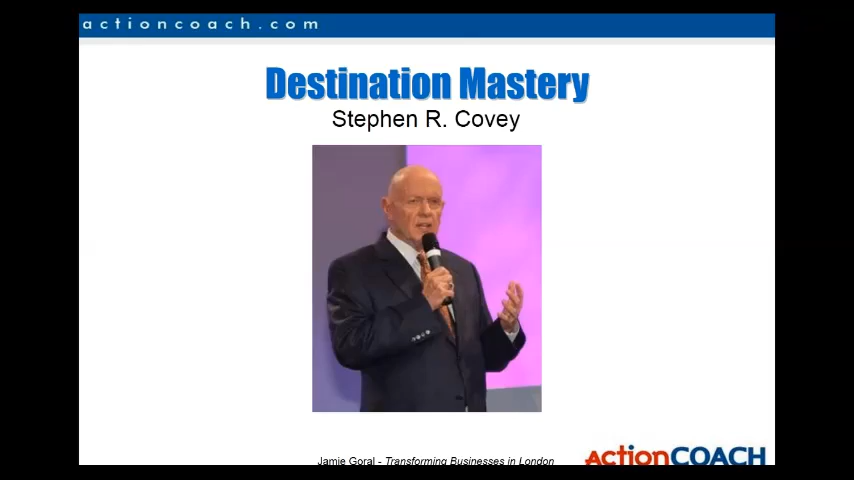 actioncoach.com
Destination Mastery
Stephen R. Covey
Jamie Goral - Transforming Businesses in London
ActionCOACH